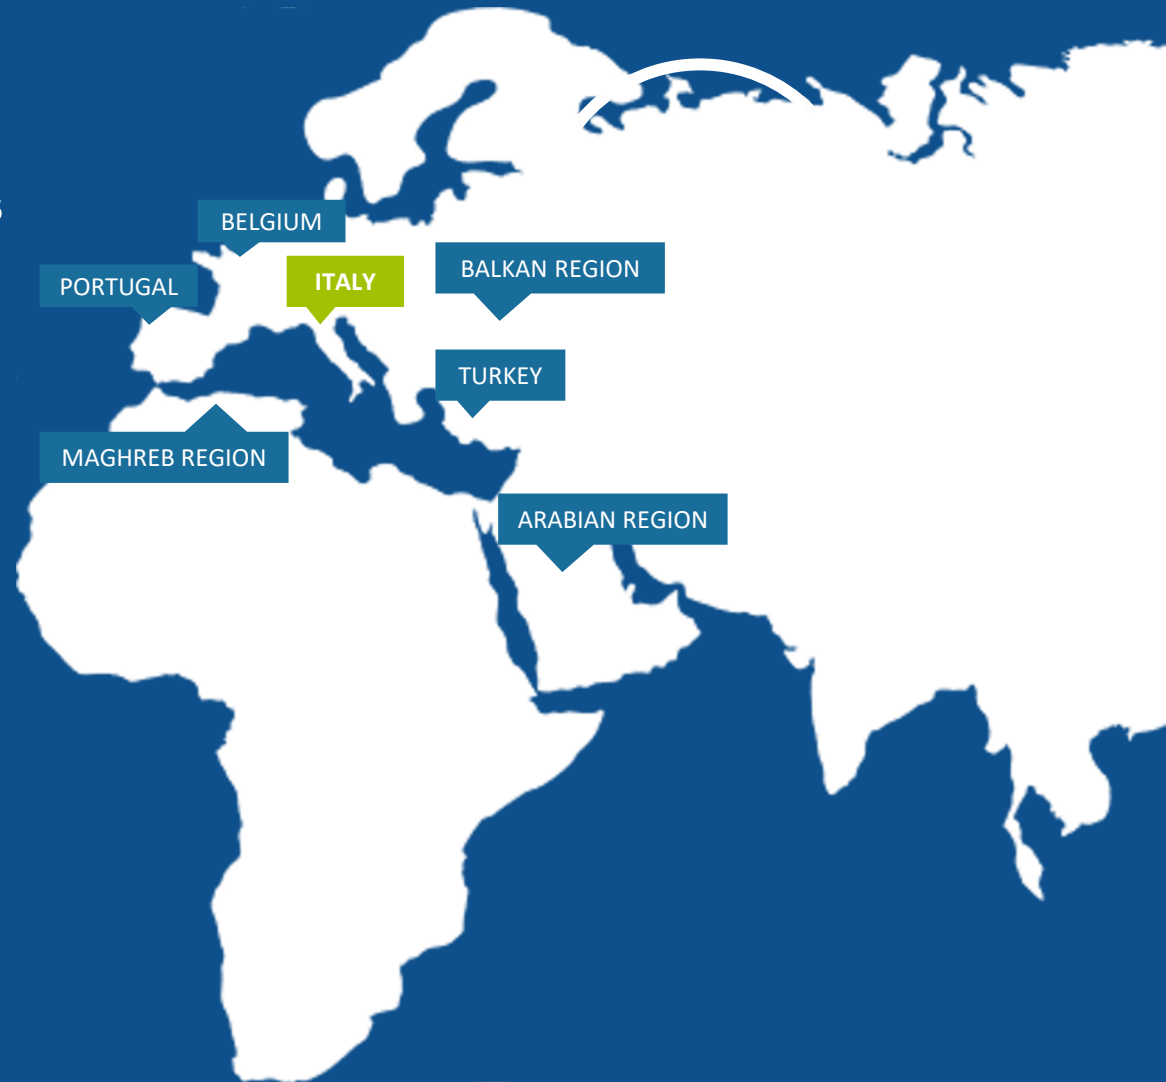 BELGIUM
BALKAN REGION
ITALY
PORTUGAL
TURKEY
MAGHREB REGION
ARABIAN REGION